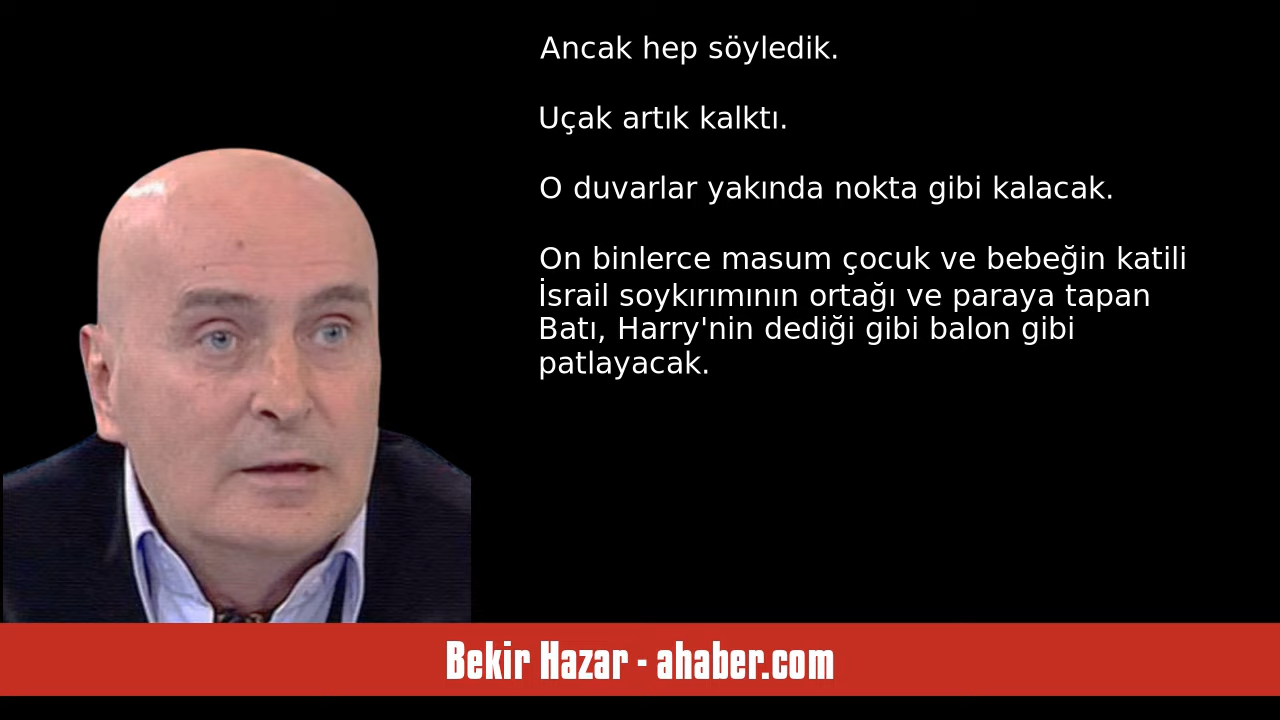 Ancak hep söyledik.
Uçak artık kalktı.
O duvarlar yakında nokta gibi kalacak.
On binlerce masum çocuk ve bebeğin katili
İsrail soykırımının ortağı ve paraya tapan
Batı, Harry'nin dediği gibi balon gibi
patlayacak.
Bekir Hazar - ahaber.com